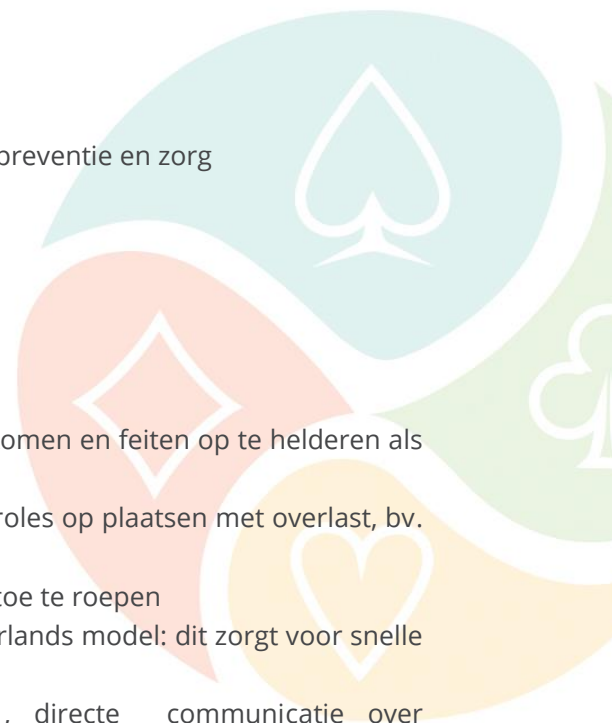 preventie en zorg
omen en feiten op te helderen als
roles op plaatsen met overlast, bv.
toe te roepen
rlands model: dit zorgt voor snelle
, directe communicatie over